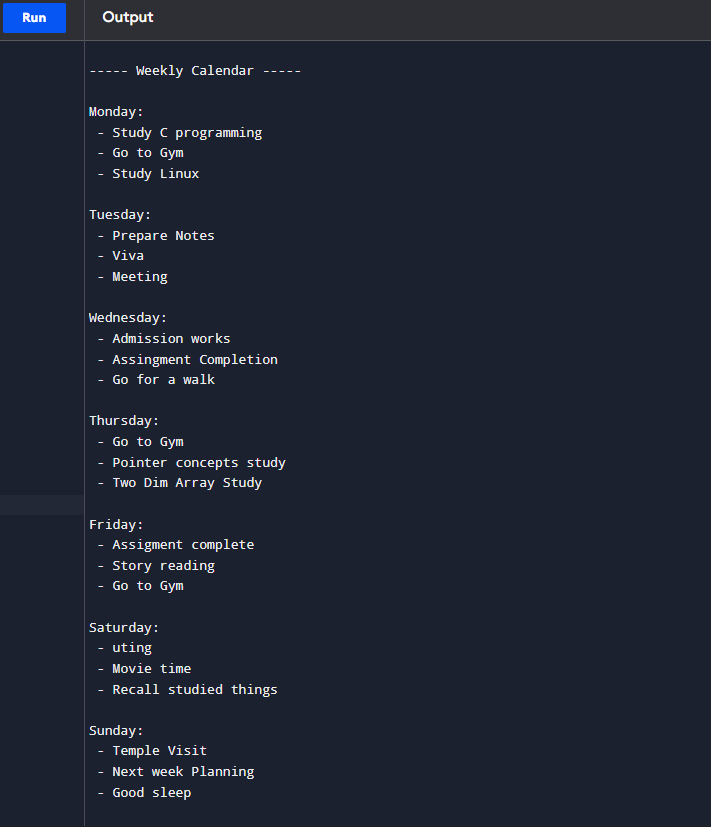 Run
Output
----- Weekly Calendar -----
Monday:
- Study C programming
- Go to Gym
- Study Linux
Tuesday:
- Prepare Notes
- Viva
- Meeting
Wednesday:
- Admission works
- Assingment Completion
- Go for a walk
Thursday:
- Go to Gym
- Pointer concepts study
- Two Dim Array Study
Friday:
- Assigment complete
- Story reading
- Go to Gym
Saturday:
- uting
- Movie time
- Recall studied things
Sunday:
- Temple Visit
- Next week Planning
- Good sleep